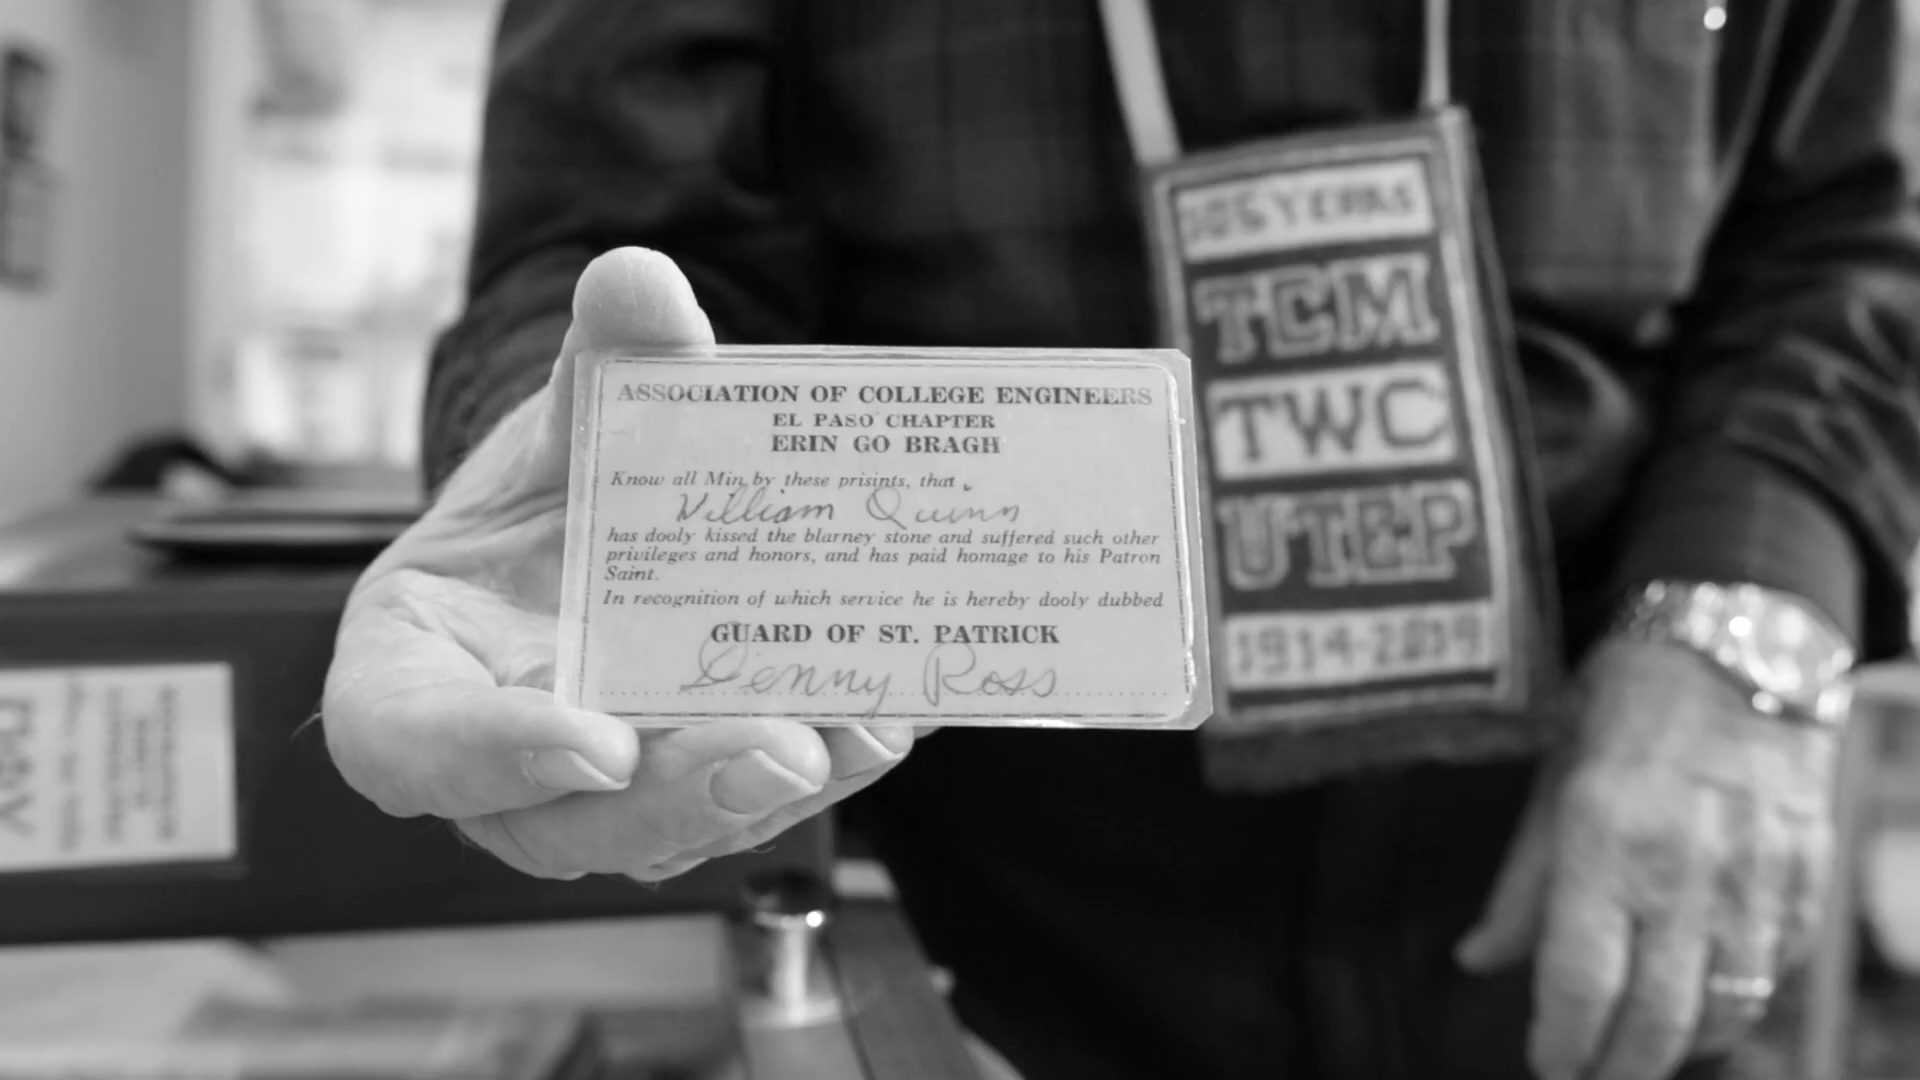 ASSOCIATION OF COLLEGE ENGINEERS
EL PASO CHAPTER
ERIN GO BRAGH
Know all Min by these prisints, that
William Quinn
has dooly kissed the blarney stone and suffered such other
privileges and honors, and has paid homage to his Patron
Saint.
In recognition of which service he is hereby dooly dubbed
GUARD OF ST. PATRICK
Denny Ross
105 YEARS
TCM
TWC
UTEP
1914-2019